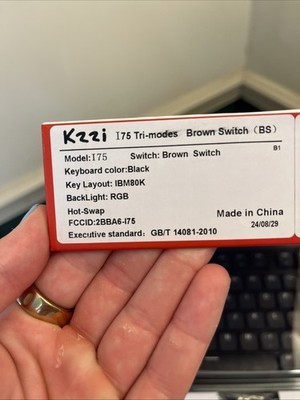 Kzzi I75 Tri-modes Brown Switch（BS）
B1
Model:I75 Switch: Brown Switch
Keyboard color:Black
Key Layout: IBM80K
BackLight: RGB
Hot-Swap
FCCID:2BBA6-I75 Made in China
24/08/29
Executive standard：GB/T 14081-2010